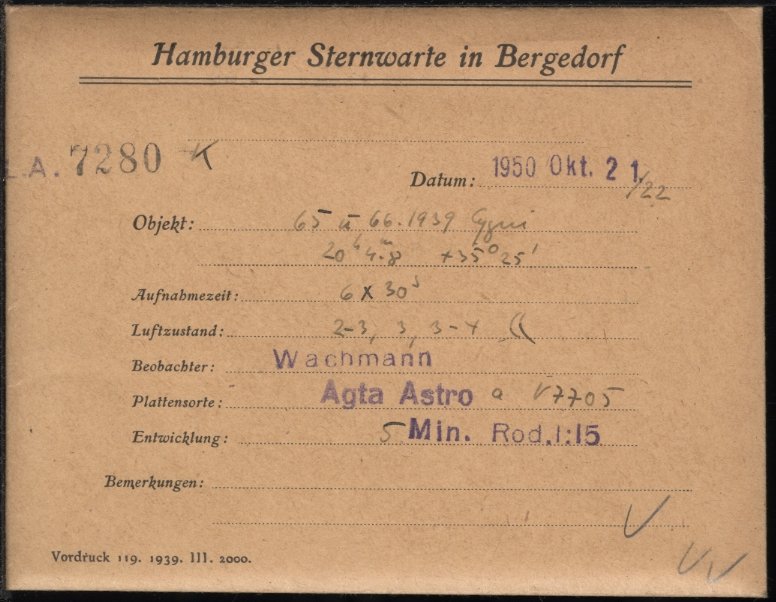 Hamburger Sternwarte in Bergedorf
L.A. 7280 K
Datum: 1950 Okt. 21./22
Objekt: 65 u 66.1939 Cygni
20h 4m.8 +35° 25'
Aufnahmezeit: 6 x 30s
Luftzustand: 2-3, 3, 3-4 ☾
Beobachter: Wachmann
Plattensorte: Agfa Astro a V7705
Entwicklung: 5 Min. Rod.1:15
Bemerkungen:
Vordruck 119. 1939. III. 2000.